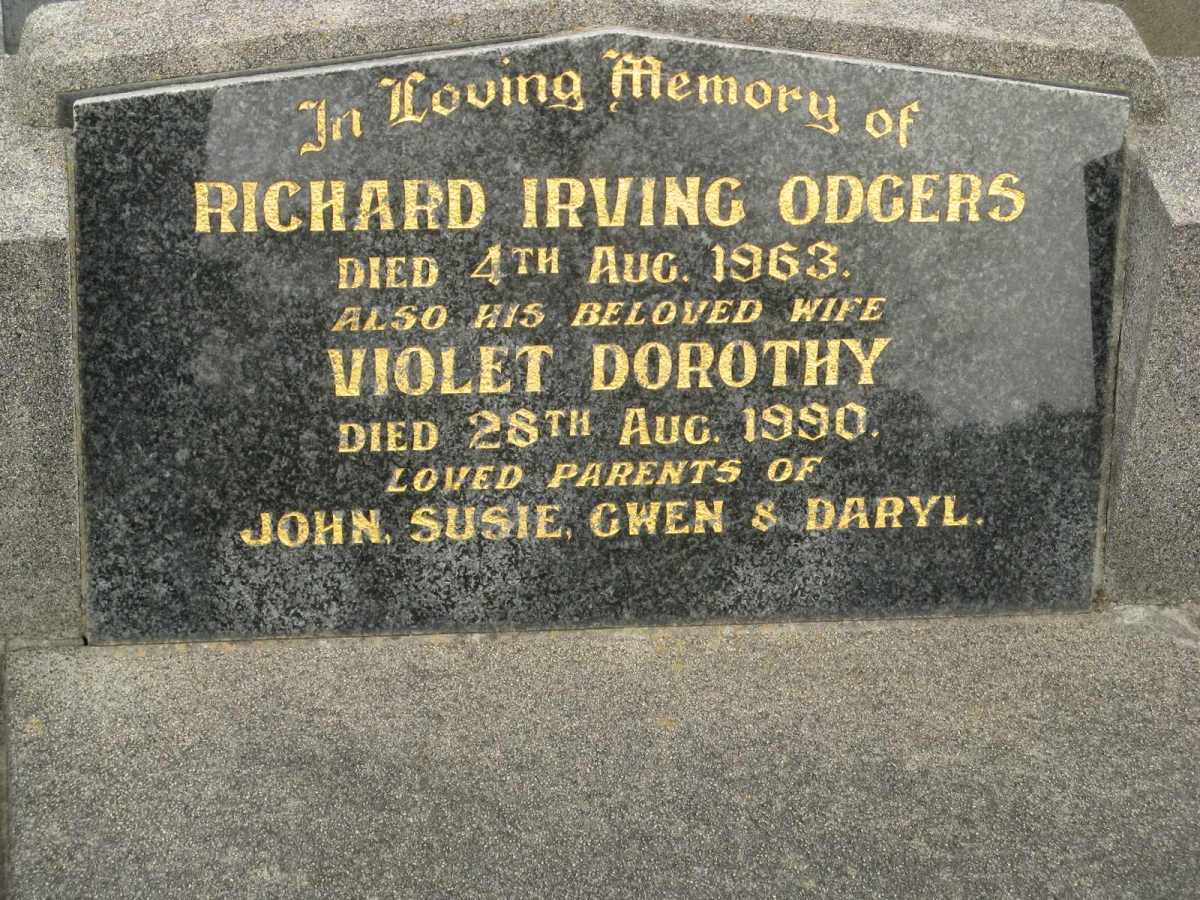 In Loving Memory of
RICHARD IRVING ODGERS
DIED 4TH AUG. 1963.
ALSO HIS BELOVED WIFE
VIOLET DOROTHY
DIED 28TH AUG. 1990.
LOVED PARENTS OF
JOHN, SUSIE, GWEN & DARYL.